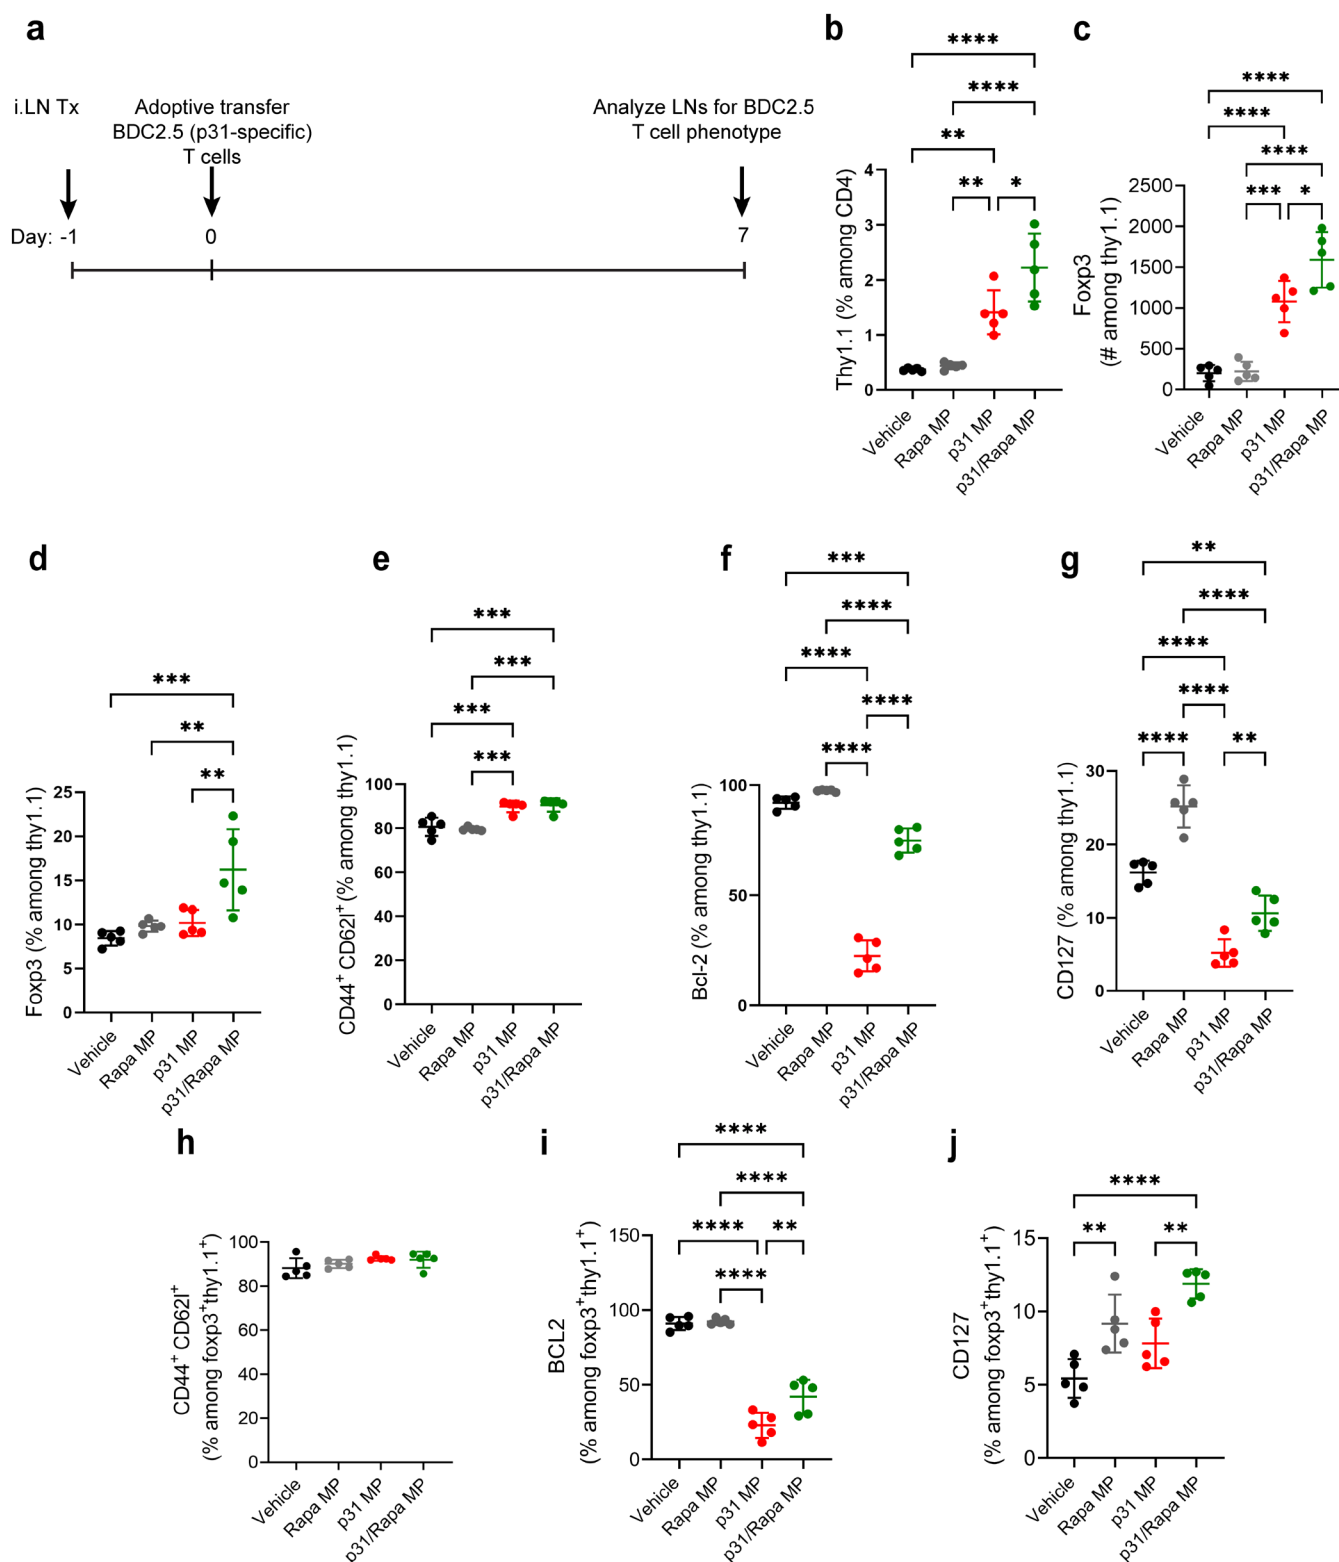 a
i.LN Tx
Adoptive transfer
BDC2.5 (p31-specific)
T cells
Analyze LNs for BDC2.5
T cell phenotype
Day: -1
0
7
b
****
****
**
**
*
Thy1.1 (% among CD4)
4
3
2
1
0
Vehicle
Rapa MP
p31 MP
p31/Rapa MP
c
****
****
****
***
*
Foxp3
(# among thy1.1)
2500
2000
1500
1000
500
0
Vehicle
Rapa MP
p31 MP
p31/Rapa MP
d
***
**
**
Foxp3 (% among thy1.1)
25
20
15
10
5
0
Vehicle
Rapa MP
p31 MP
p31/Rapa MP
e
***
***
***
***
CD44⁺ CD62l⁺ (% among thy1.1)
100
80
60
40
20
0
Vehicle
Rapa MP
p31 MP
p31/Rapa MP
f
***
****
****
****
****
Bcl-2 (% among thy1.1)
100
50
0
Vehicle
Rapa MP
p31 MP
p31/Rapa MP
g
**
****
****
****
****
**
CD127 (% among thy1.1)
30
20
10
0
Vehicle
Rapa MP
p31 MP
p31/Rapa MP
h
CD44⁺ CD62l⁺
(% among foxp3⁺thy1.1⁺)
100
80
60
40
20
0
Vehicle
Rapa MP
p31 MP
p31/Rapa MP
i
****
****
****
**
****
BCL2
(% among foxp3⁺thy1.1⁺)
150
100
50
0
Vehicle
Rapa MP
p31 MP
p31/Rapa MP
j
****
**
**
CD127
(% among foxp3⁺thy1.1⁺)
15
10
5
0
Vehicle
Rapa MP
p31 MP
p31/Rapa MP